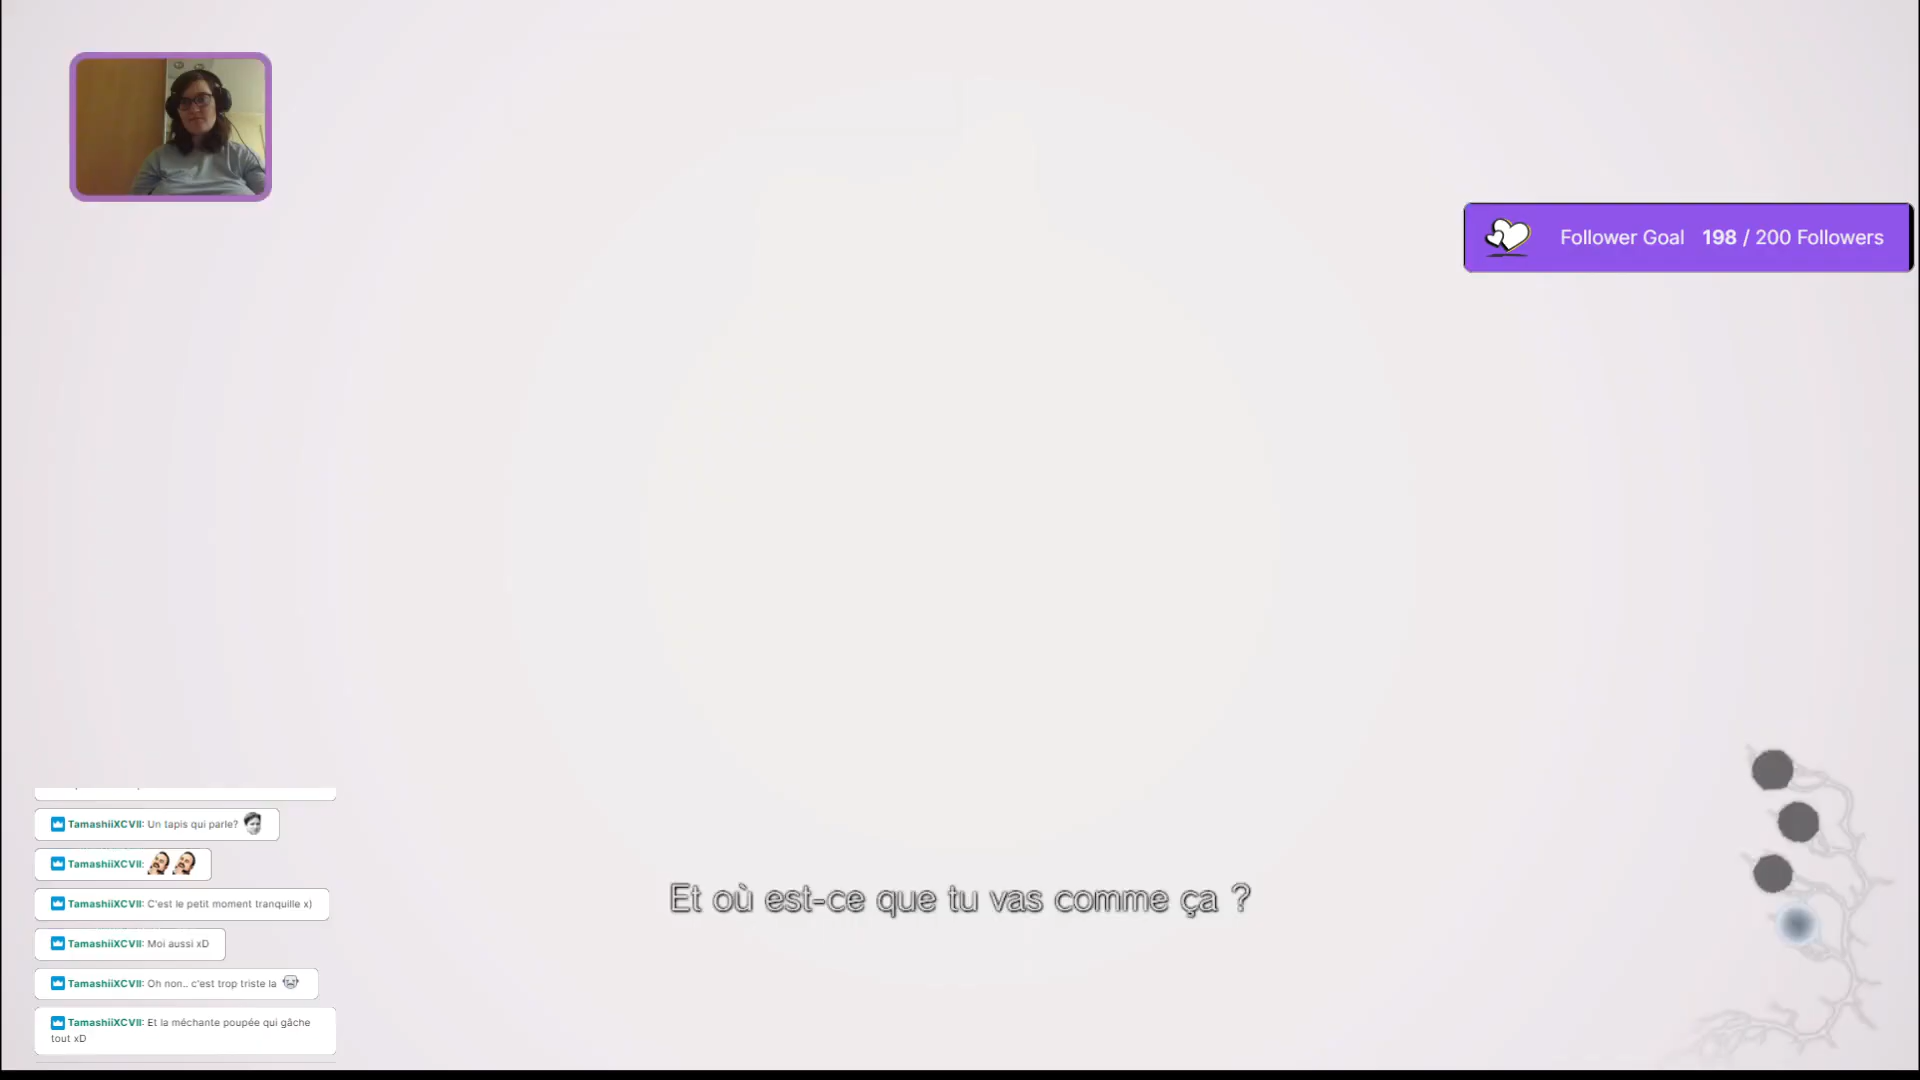 Follower Goal 198 / 200 Followers
TamashiiXCVII: Un tapis qui parle?
TamashiiXCVII:
TamashiiXCVII: C'est le petit moment tranquille x)
TamashiiXCVII: Moi aussi xD
TamashiiXCVII: Oh non.. c'est trop triste la
TamashiiXCVII: Et la méchante poupée qui gâche
tout xD
Et où est-ce que tu vas comme ça ?